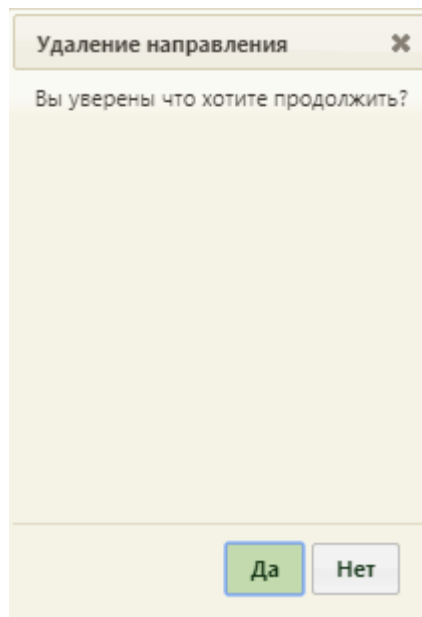 Удаление направления
Вы уверены что хотите продолжить?
Да
Нет